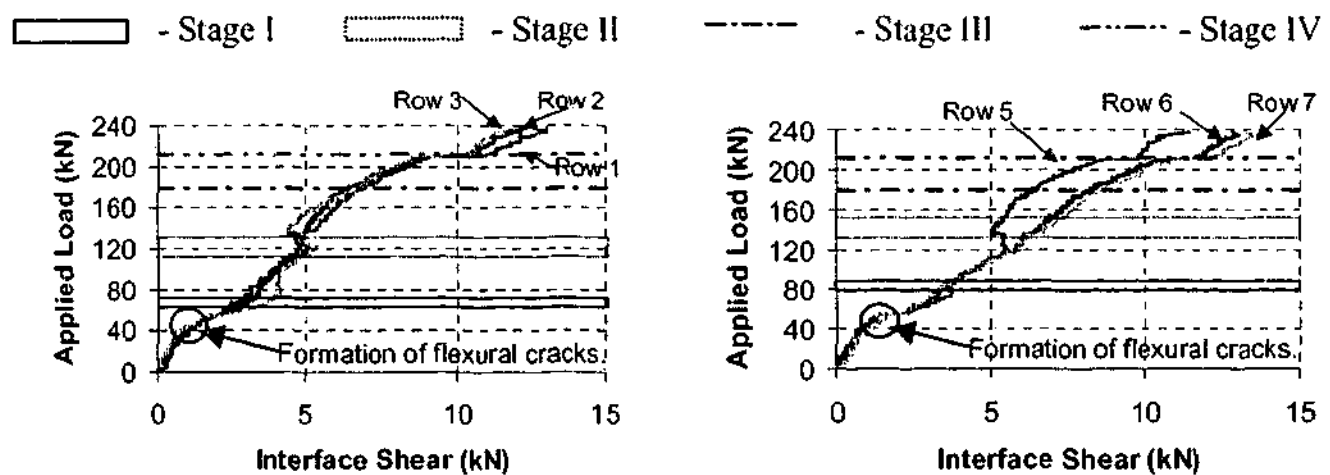 - Stage I - Stage II - Stage III - Stage IV
Row 3 Row 2
Row 1
240
200
160
120
80
40
0
Applied Load (kN)
Formation of flexural cracks.
0 5 10 15
Interface Shear (kN)
Row 5 Row 6 Row 7
240
200
160
120
80
40
0
Applied Load (kN)
Formation of flexural cracks.
0 5 10 15
Interface Shear (kN)